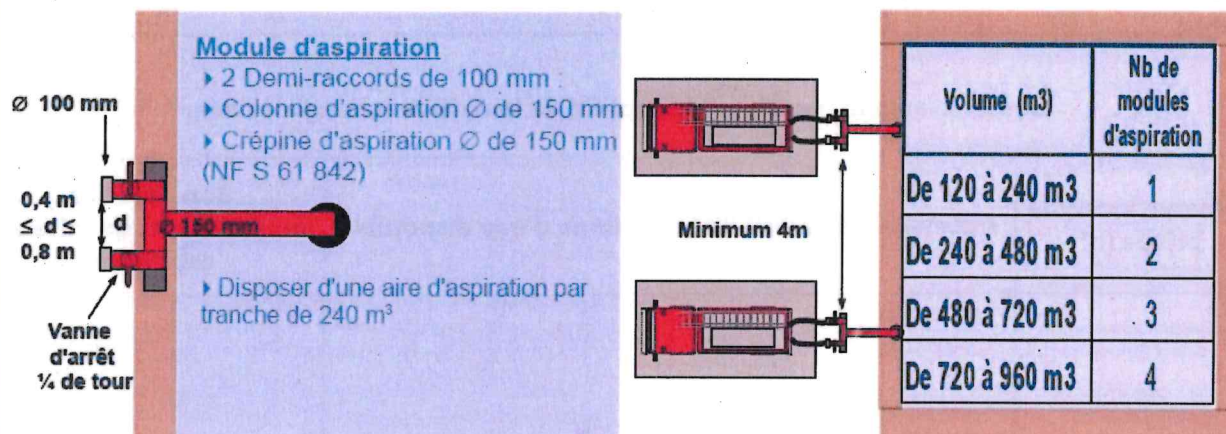 Module d'aspiration
▸ 2 Demi-raccords de 100 mm :
▸ Colonne d'aspiration Ø de 150 mm
▸ Crépine d'aspiration Ø de 150 mm
(NF S 61 842)
Ø 100 mm
0,4 m
≤ d ≤
0,8 m
d
Ø 150 mm
▸ Disposer d'une aire d'aspiration par
tranche de 240 m³
Vanne
d'arrêt
¼ de tour
Minimum 4m
Volume (m3)
Nb de
modules
d'aspiration
De 120 à 240 m3 1
De 240 à 480 m3 2
De 480 à 720 m3 3
De 720 à 960 m3 4